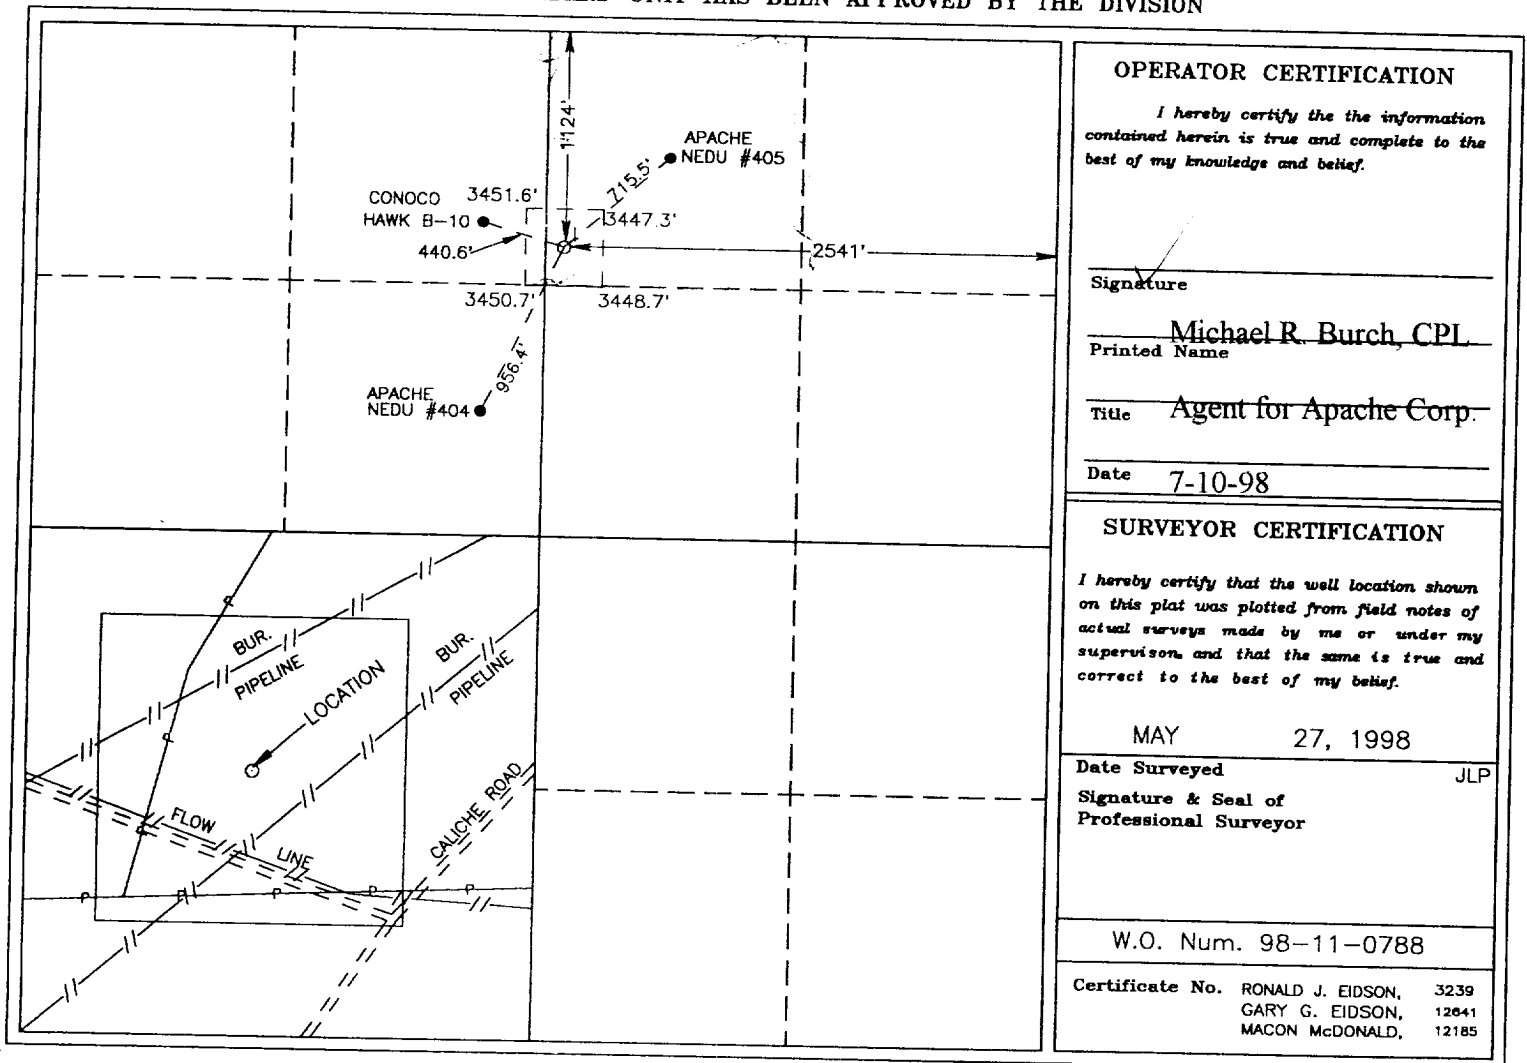 UNIT HAS BEEN APPROVED BY THE DIVISION
1124'
APACHE
NEDU #405
715.5'
CONOCO
HAWK B-10
3451.6'
3447.3'
440.6'
2541'
3450.7'
3448.7'
956.4'
APACHE
NEDU #404
BUR.
PIPELINE
BUR.
PIPELINE
LOCATION
FLOW
LINE
CALICHE ROAD
P
P
P
P
P
P
P
P
OPERATOR CERTIFICATION
I hereby certify the the information
contained herein is true and complete to the
best of my knowledge and belief.
Signature
Michael R. Burch, CPL
Printed Name
Agent for Apache Corp.
Title
Date 7-10-98
SURVEYOR CERTIFICATION
I hereby certify that the well location shown
on this plat was plotted from field notes of
actual surveys made by me or under my
supervison, and that the same is true and
correct to the best of my belief.
MAY 27, 1998
Date Surveyed JLP
Signature & Seal of
Professional Surveyor
W.O. Num. 98-11-0788
Certificate No. RONALD J. EIDSON, 3239
GARY G. EIDSON, 12641
MACON McDONALD, 12185